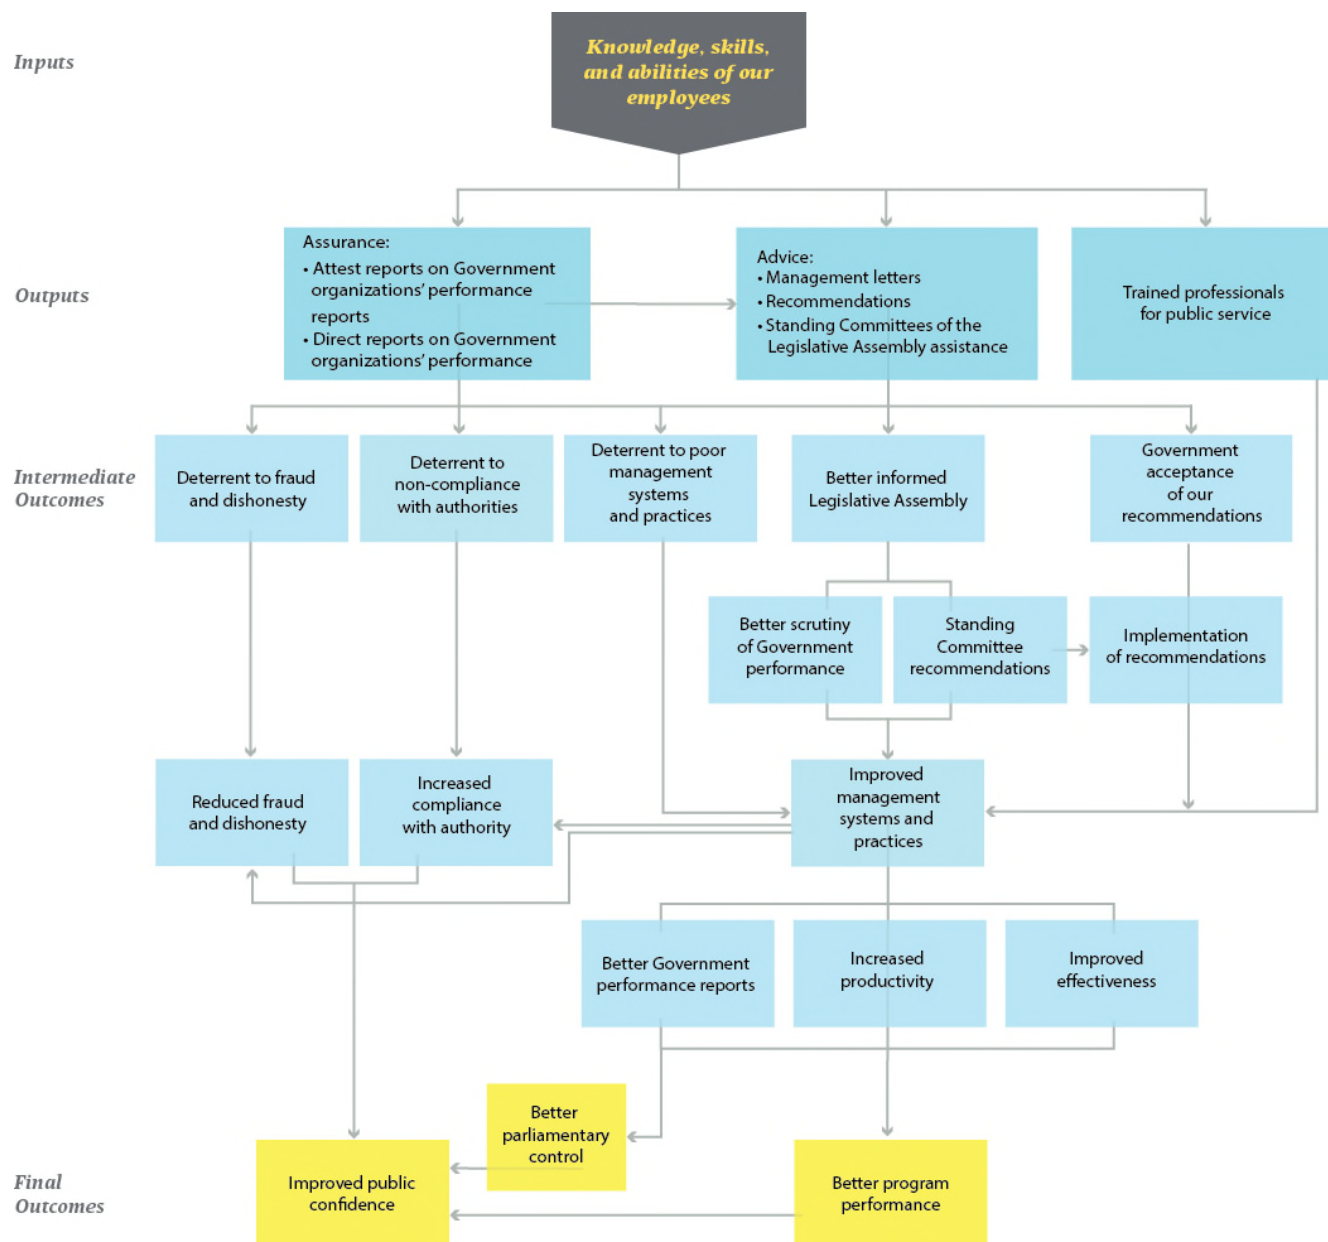 Inputs
Knowledge, skills,
and abilities of our
employees
Outputs
Assurance:
• Attest reports on Government
organizations' performance
reports
• Direct reports on Government
organizations' performance
Advice:
• Management letters
• Recommendations
• Standing Committees of the
Legislative Assembly assistance
Trained professionals
for public service
Intermediate
Outcomes
Deterrent to fraud
and dishonesty
Deterrent to
non-compliance
with authorities
Deterrent to poor
management
systems
and practices
Better informed
Legislative Assembly
Government
acceptance
of our
recommendations
Better scrutiny
of Government
performance
Standing
Committee
recommendations
Implementation
of recommendations
Reduced fraud
and dishonesty
Increased
compliance
with authority
Improved
management
systems and
practices
Better Government
performance reports
Increased
productivity
Improved
effectiveness
Better
parliamentary
control
Final
Outcomes
Improved public
confidence
Better program
performance